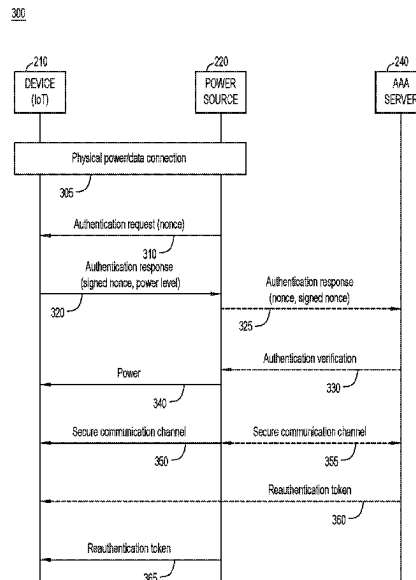 300
210
220
240
DEVICE
(IoT)
POWER
SOURCE
AAA
SERVER
Physical power/data connection
305
Authentication request (nonce)
310
Authentication response
(signed nonce, power level)
320
Authentication response
(nonce, signed nonce)
325
Authentication verification
330
Power
340
Secure communication channel
350
Secure communication channel
355
Reauthentication token
360
Reauthentication token
365